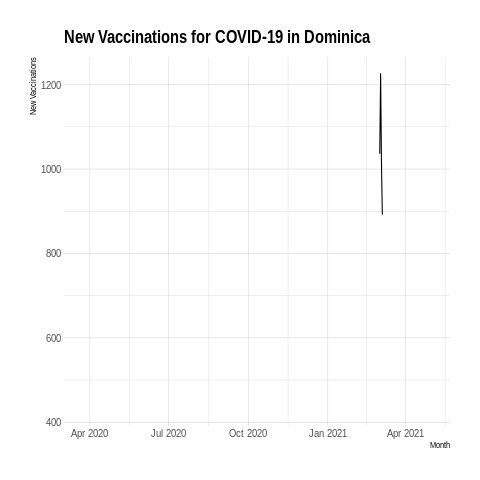 New Vaccinations for COVID-19 in Dominica
New Vaccinations
1200
1000
800
600
400
Apr 2020
Jul 2020
Oct 2020
Jan 2021
Apr 2021
Month